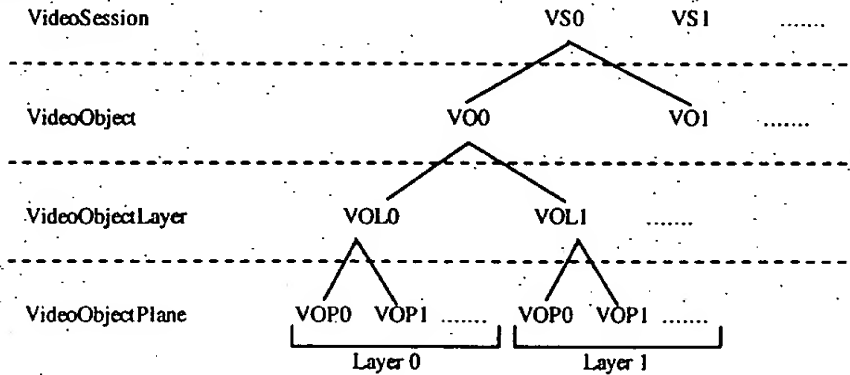 VideoSession VS0 VS1 .......
VideoObject VO0 VO1 .......
VideoObjectLayer VOL0 VOL1 .......
VideoObjectPlane VOP0 VOP1 ....... VOP0 VOP1 .......
Layer 0 Layer 1